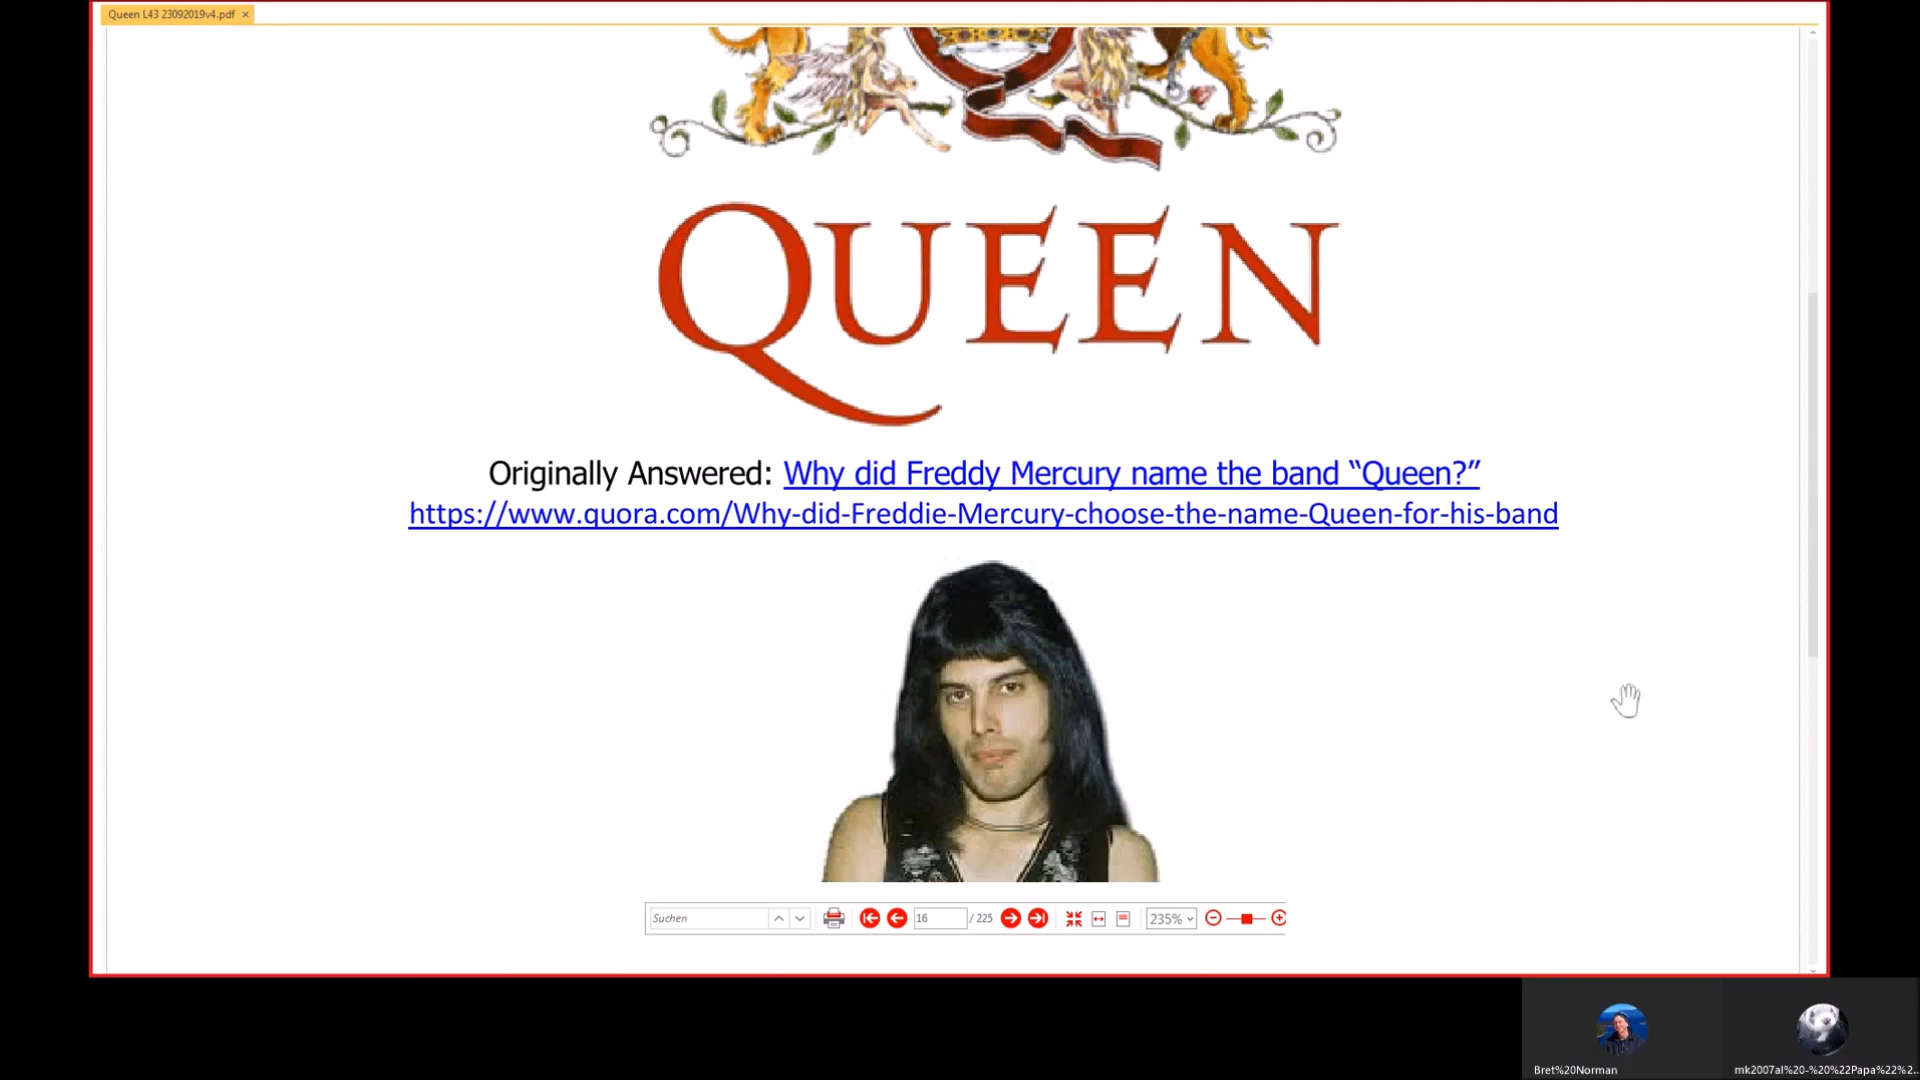 Queen L43 23092019v4.pdf ×
QUEEN
Originally Answered: Why did Freddy Mercury name the band “Queen?”
https://www.quora.com/Why-did-Freddie-Mercury-choose-the-name-Queen-for-his-band
Suchen 16 / 225 235%
Bret%20Norman mk2007al%20-%20%22Papa%22%2...